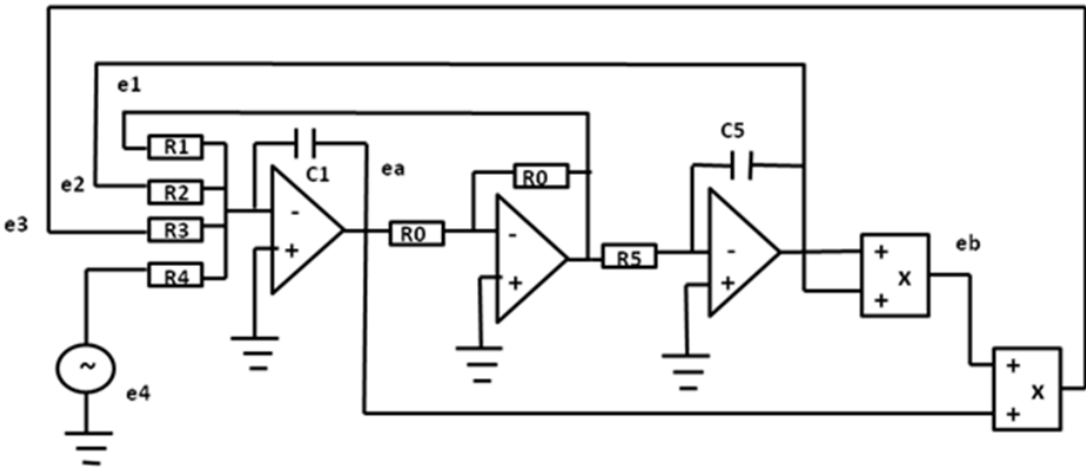 e1
C5
R1
ea
C1
R0
e2
R2
-
e3
R3
R0
-
-
+
eb
+
R4
+
R5
+
X
+
~
e4
+
X
+